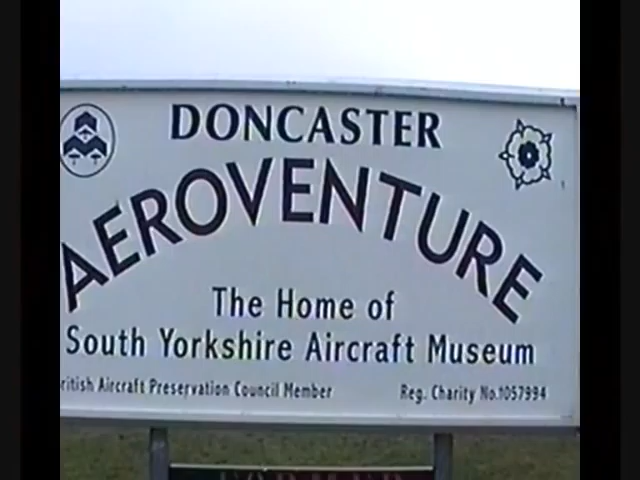 DONCASTER
AEROVENTURE
The Home of
South Yorkshire Aircraft Museum
ritish Aircraft Preservation Council Member Reg. Charity No.1057994